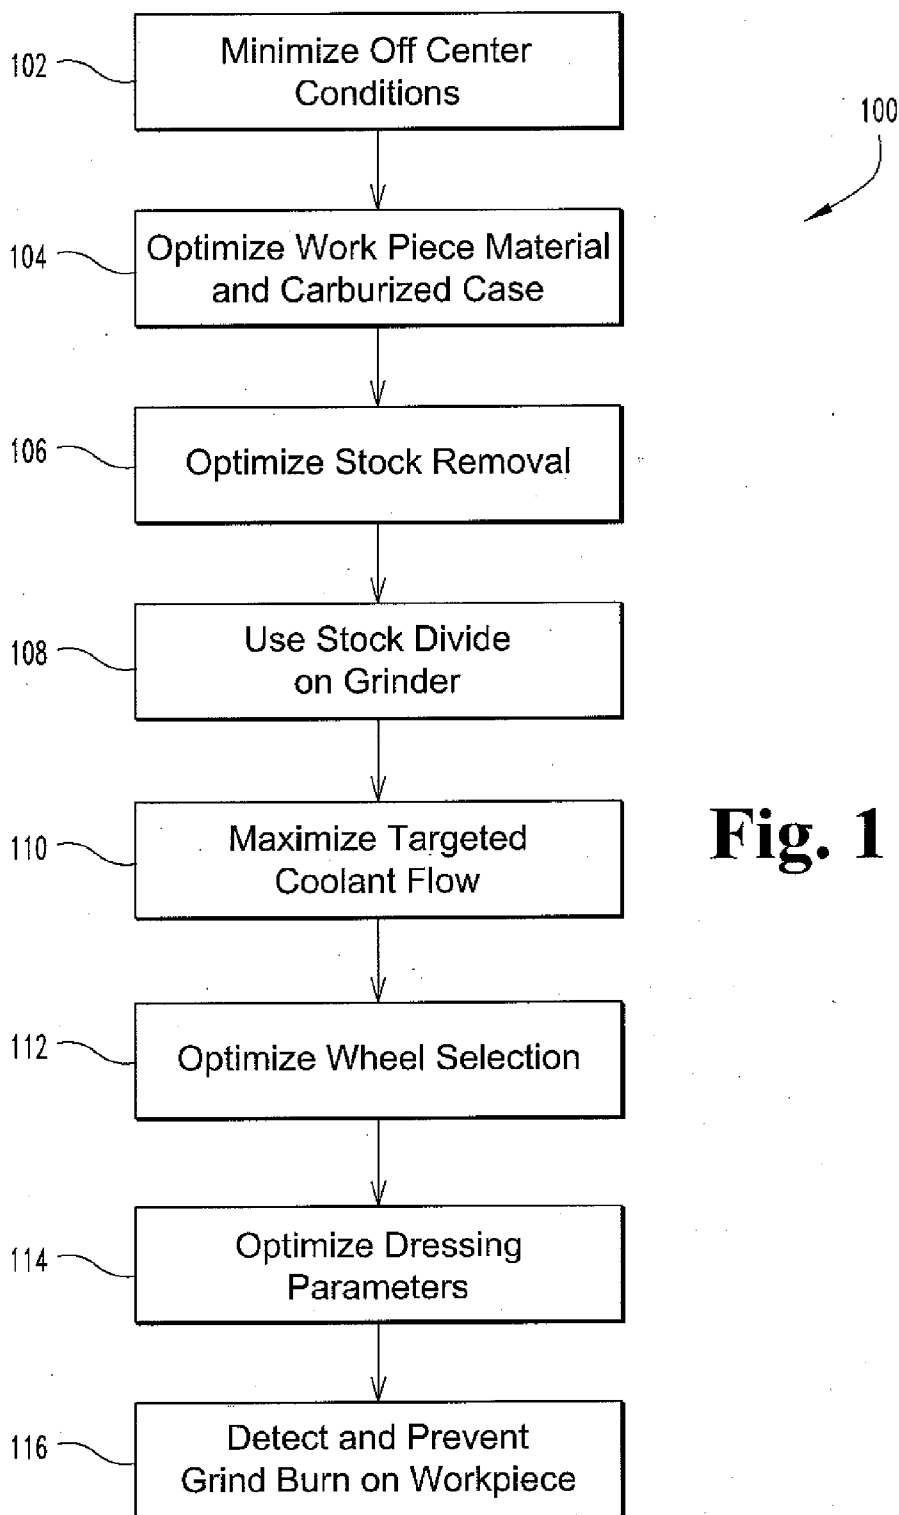 102
Minimize Off Center
Conditions
100
104
Optimize Work Piece Material
and Carburized Case
106
Optimize Stock Removal
108
Use Stock Divide
on Grinder
110
Maximize Targeted
Coolant Flow
Fig. 1
112
Optimize Wheel Selection
114
Optimize Dressing
Parameters
116
Detect and Prevent
Grind Burn on Workpiece